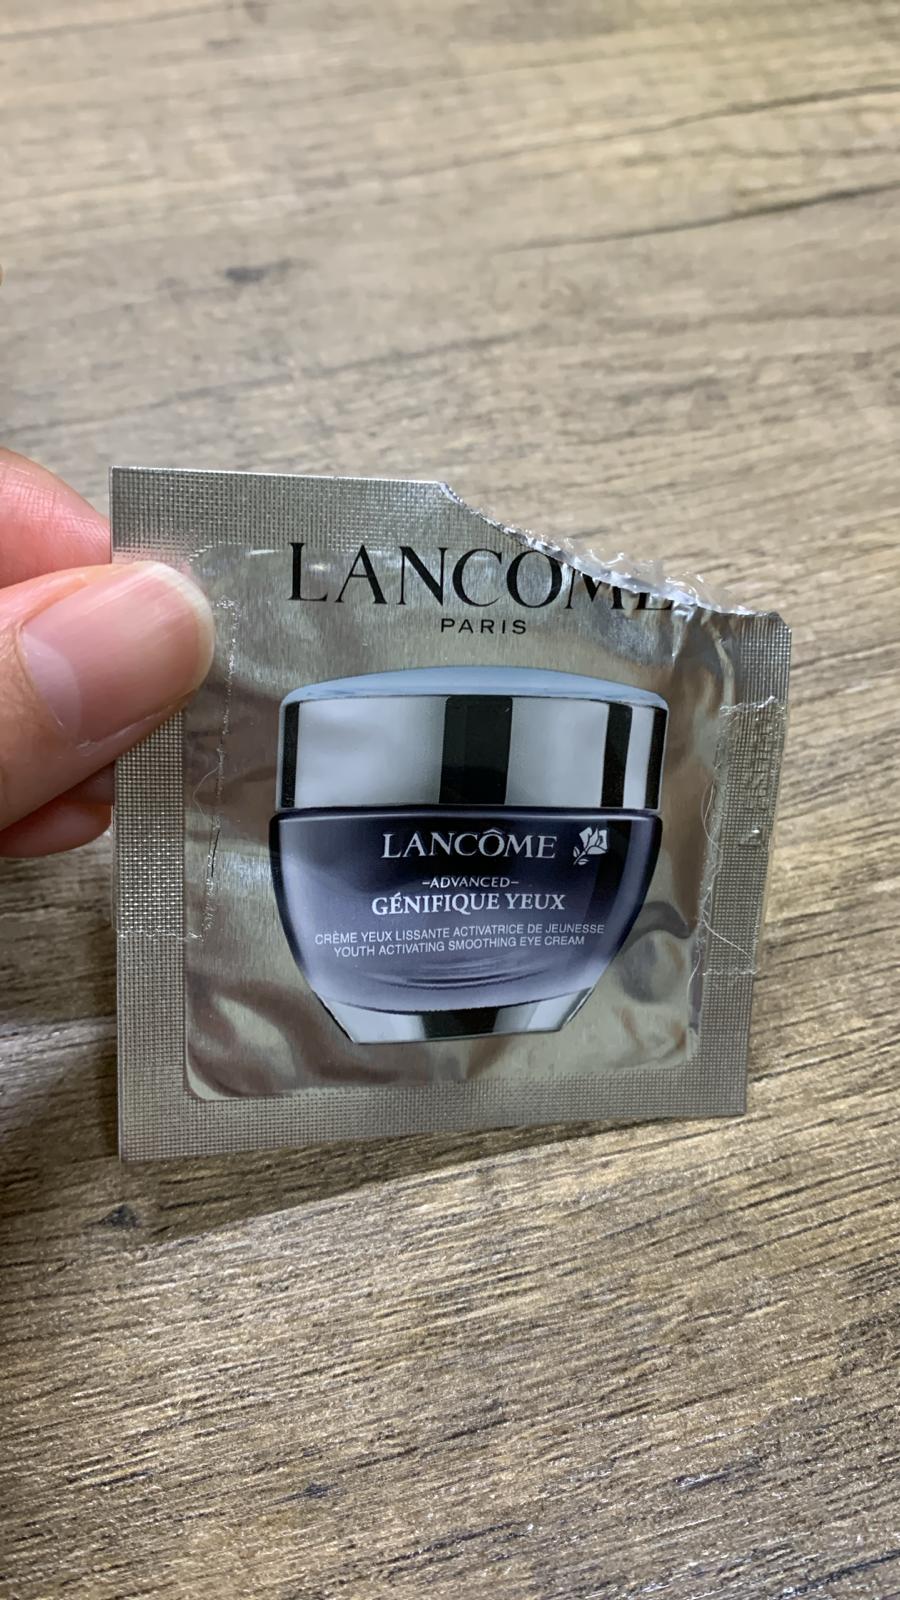 LANCOME
PARIS
LANCÔME
–ADVANCED–
GÉNIFIQUE YEUX
CRÈME YEUX LISSANTE ACTIVATRICE DE JEUNESSE
YOUTH ACTIVATING SMOOTHING EYE CREAM